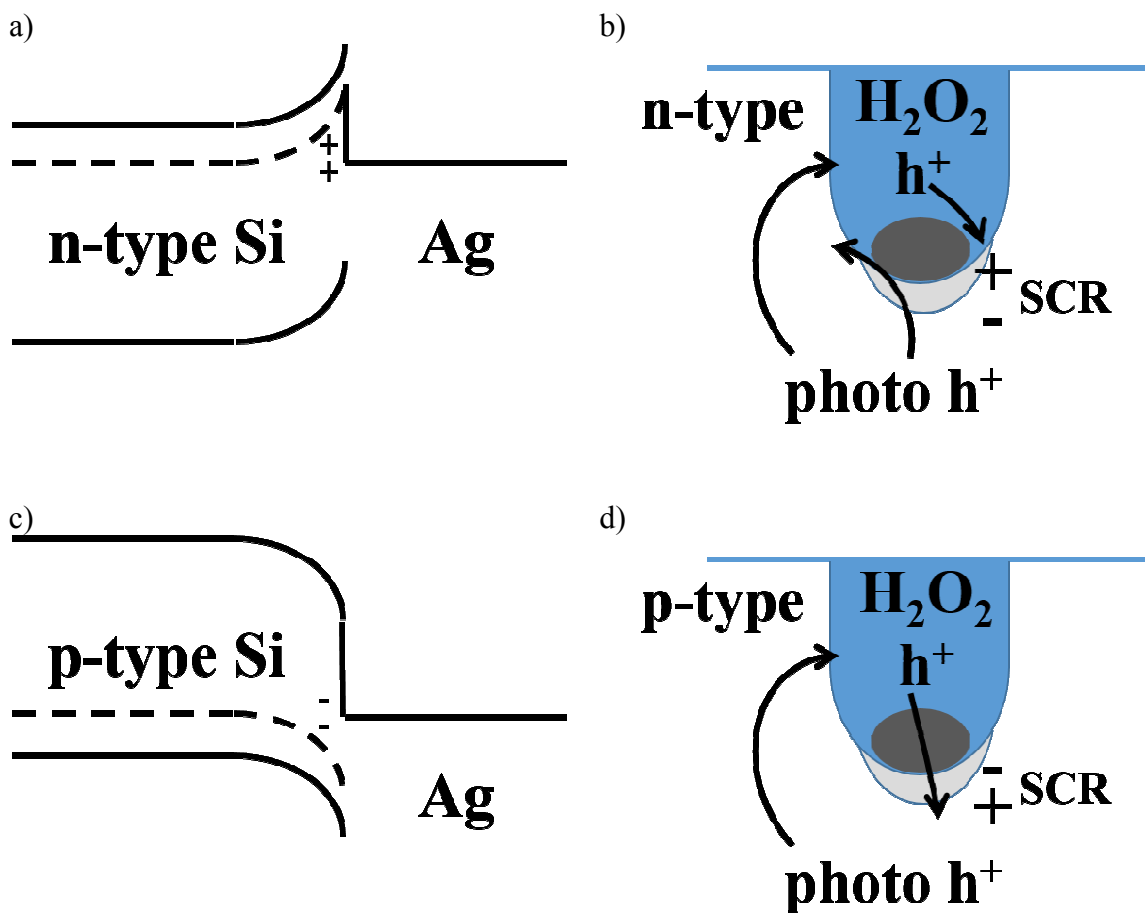 a)
+
+
n-type Si
Ag
b)
n-type
H₂O₂
h⁺
+
-
SCR
photo h⁺
c)
p-type Si
-
-
Ag
d)
p-type
H₂O₂
h⁺
-
+
SCR
photo h⁺